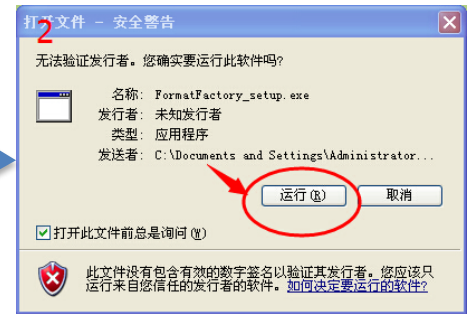 打开文件 - 安全警告
2
无法验证发行者。您确实要运行此软件吗?
名称: FormatFactory_setup.exe
发行者: 未知发行者
类型: 应用程序
发送者: C:\Documents and Settings\Administrator...
运行(R) 取消
打开此文件前总是询问(W)
此文件没有包含有效的数字签名以验证其发行者。您应该只
运行来自您信任的发行者的软件。如何决定要运行的软件?